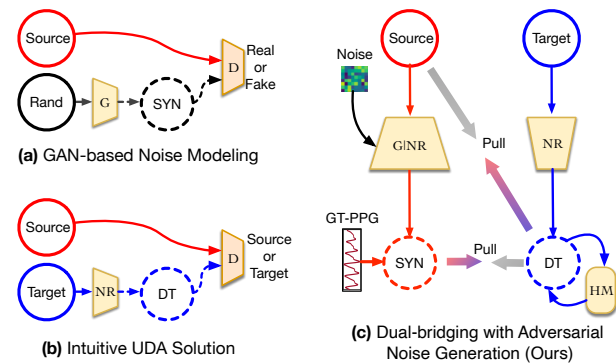 Source
D
Real
or
Fake
Rand
G
SYN
(a) GAN-based Noise Modeling
Source
D
Source
or
Target
Target
NR
DT
(b) Intuitive UDA Solution
Source
Target
Noise
Pull
G|NR
NR
GT-PPG
Pull
SYN
DT
HM
(c) Dual-bridging with Adversarial
Noise Generation (Ours)